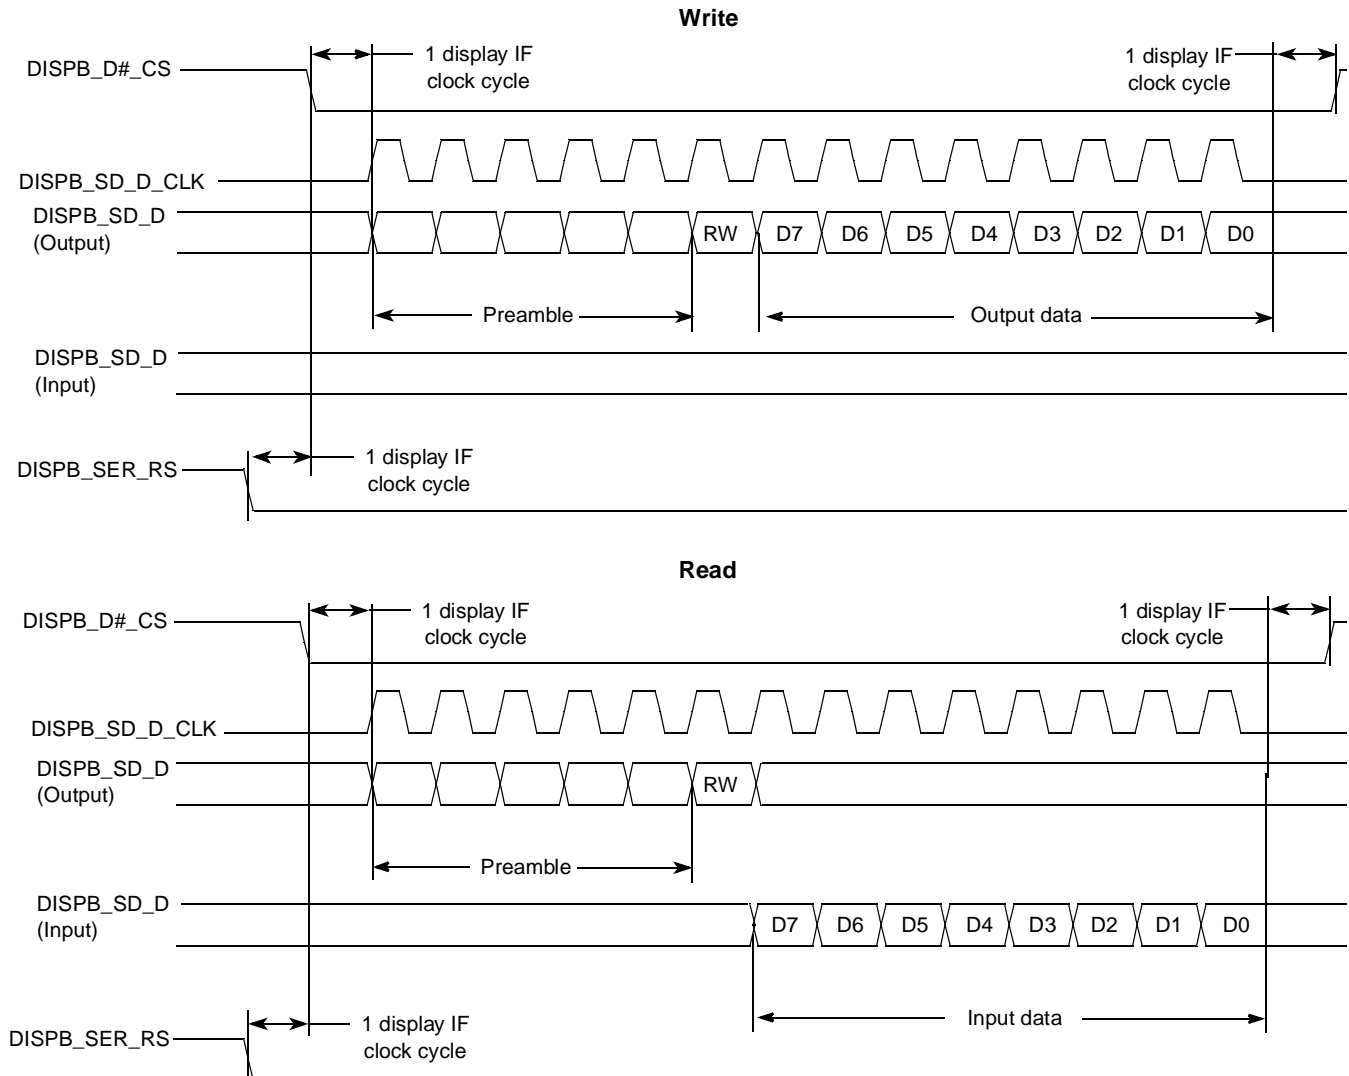 Write
DISPB_D#_CS
1 display IF
clock cycle
1 display IF
clock cycle
DISPB_SD_D_CLK
DISPB_SD_D
(Output)
RW D7 D6 D5 D4 D3 D2 D1 D0
Preamble
Output data
DISPB_SD_D
(Input)
DISPB_SER_RS
1 display IF
clock cycle
Read
DISPB_D#_CS
1 display IF
clock cycle
1 display IF
clock cycle
DISPB_SD_D_CLK
DISPB_SD_D
(Output)
RW
Preamble
DISPB_SD_D
(Input)
D7 D6 D5 D4 D3 D2 D1 D0
Input data
DISPB_SER_RS
1 display IF
clock cycle